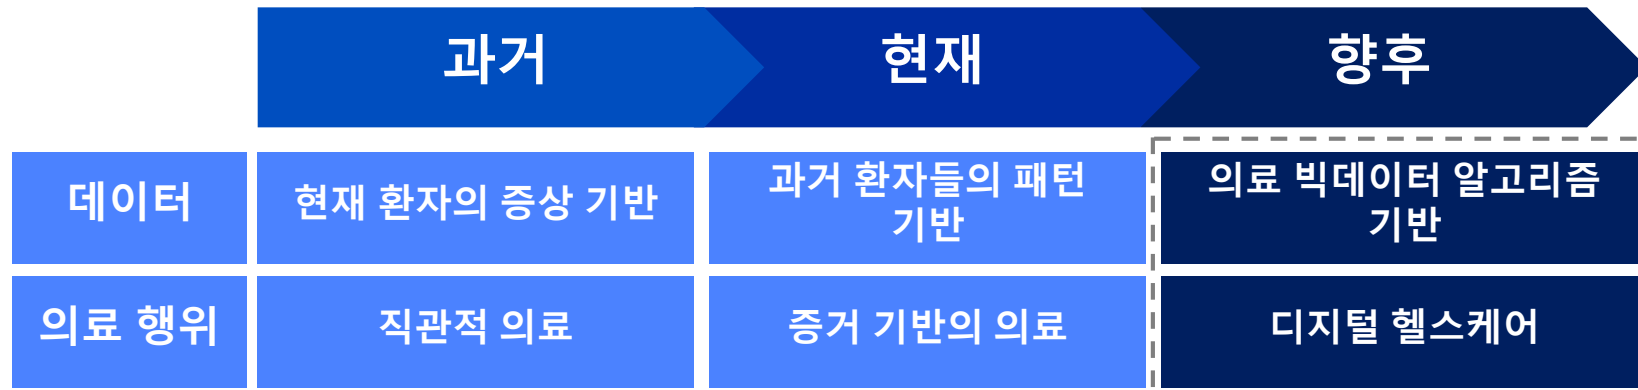 과거
현재
향후
데이터
현재 환자의 증상 기반
과거 환자들의 패턴
기반
의료 빅데이터 알고리즘
기반
의료 행위
직관적 의료
증거 기반의 의료
디지털 헬스케어